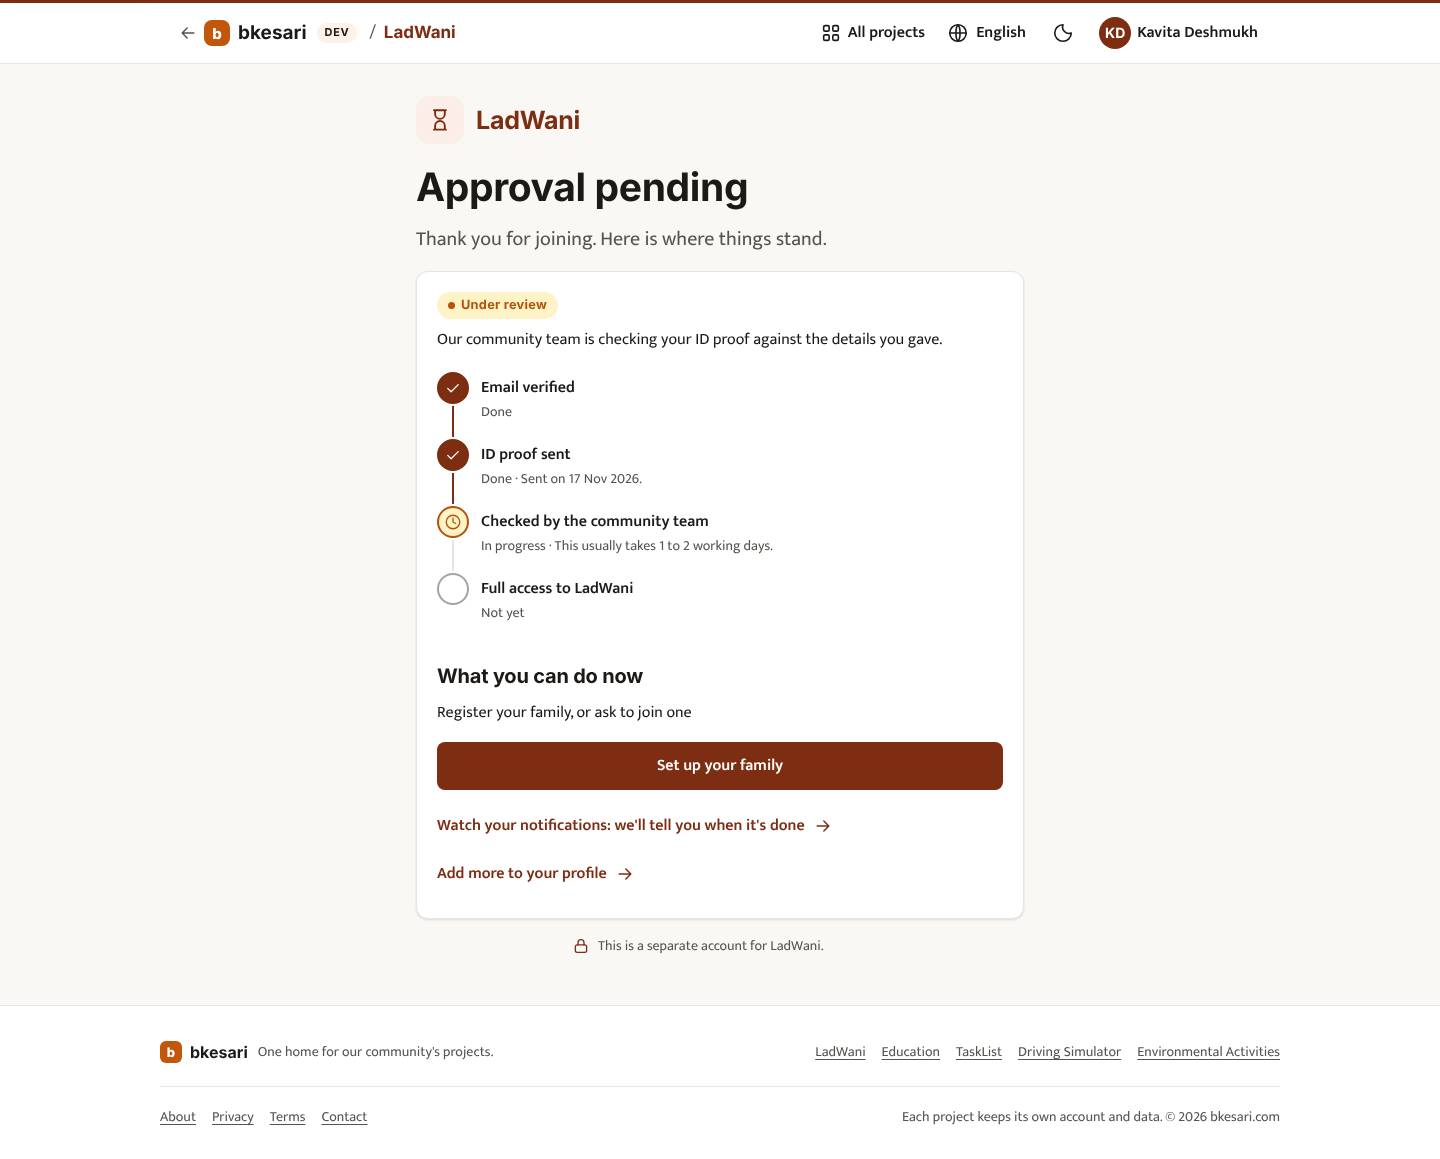 b bkesari DEV / LadWani
All projects English KD Kavita Deshmukh
LadWani
Approval pending
Thank you for joining. Here is where things stand.
Under review
Our community team is checking your ID proof against the details you gave.
Email verified
Done
ID proof sent
Done · Sent on 17 Nov 2026.
Checked by the community team
In progress · This usually takes 1 to 2 working days.
Full access to LadWani
Not yet
What you can do now
Register your family, or ask to join one
Set up your family
Watch your notifications: we'll tell you when it's done
Add more to your profile
This is a separate account for LadWani.
b bkesari One home for our community's projects.
LadWani Education TaskList Driving Simulator Environmental Activities
About Privacy Terms Contact
Each project keeps its own account and data. © 2026 bkesari.com